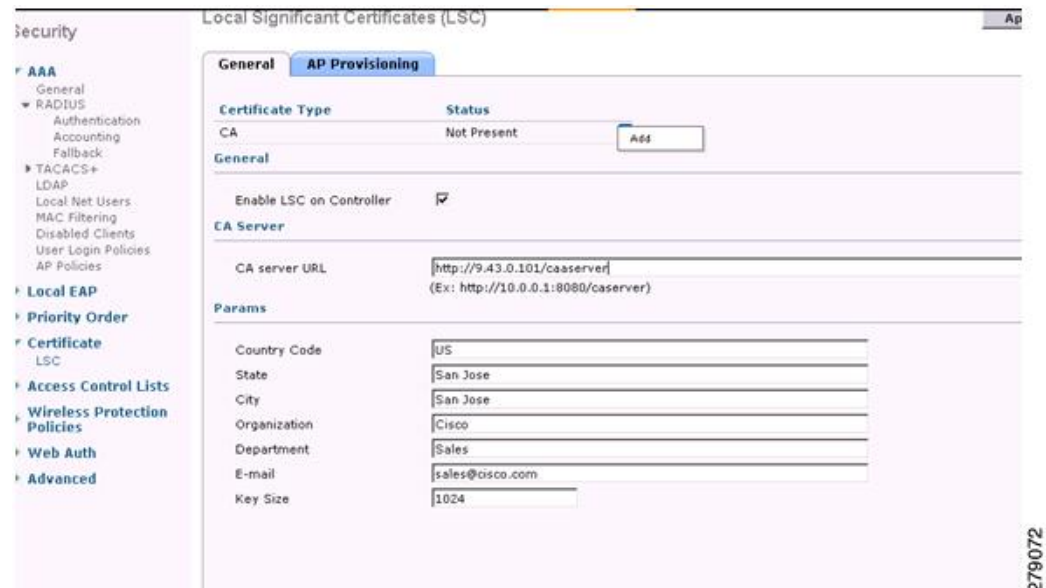 Security
AAA
General
RADIUS
Authentication
Accounting
Fallback
TACACS+
LDAP
Local Net Users
MAC Filtering
Disabled Clients
User Login Policies
AP Policies
Local EAP
Priority Order
Certificate
LSC
Access Control Lists
Wireless Protection
Policies
Web Auth
Advanced
Local Significant Certificates (LSC)
Ap
General AP Provisioning
Certificate Type Status
CA Not Present
Add
General
Enable LSC on Controller
CA Server
CA server URL http://9.43.0.101/caaserver
(Ex: http://10.0.0.1:8080/caserver)
Params
Country Code US
State San Jose
City San Jose
Organization Cisco
Department Sales
E-mail sales@cisco.com
Key Size 1024
279072